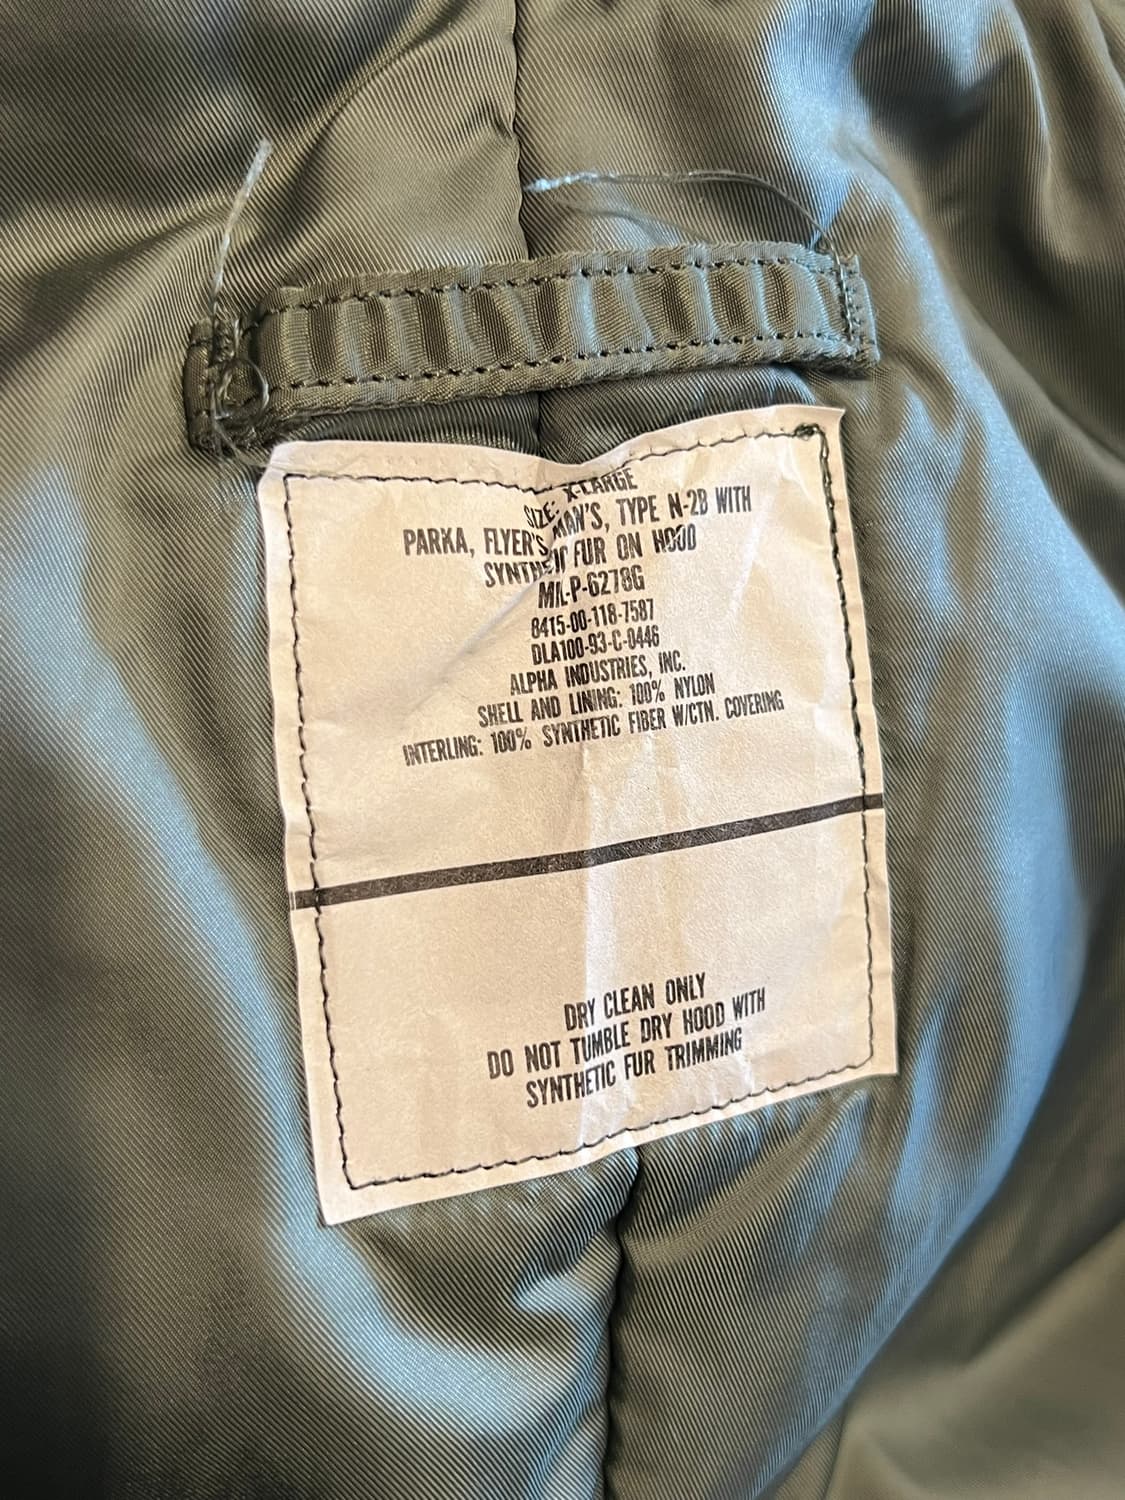 SIZE: X-LARGE
PARKA, FLYER'S MAN'S, TYPE N-2B WITH
SYNTHETIC FUR ON HOOD
MIL-P-6278G
8415-00-118-7587
DLA100-93-C-0446
ALPHA INDUSTRIES, INC.
SHELL AND LINING: 100% NYLON
INTERLING: 100% SYNTHETIC FIBER W/CTN. COVERING
DRY CLEAN ONLY
DO NOT TUMBLE DRY HOOD WITH
SYNTHETIC FUR TRIMMING